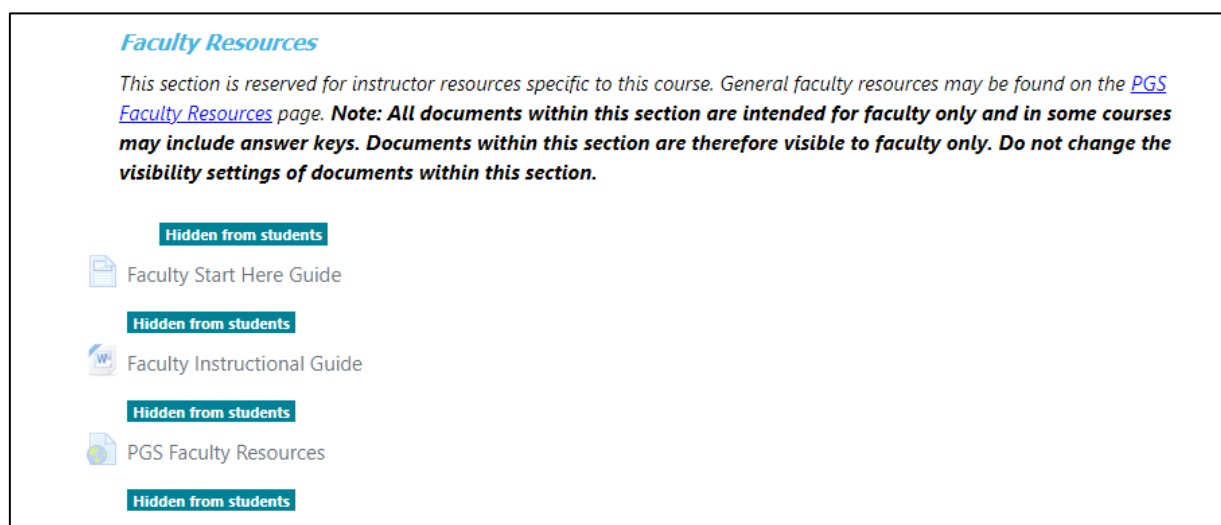 Faculty Resources
This section is reserved for instructor resources specific to this course. General faculty resources may be found on the PGS
Faculty Resources page. Note: All documents within this section are intended for faculty only and in some courses
may include answer keys. Documents within this section are therefore visible to faculty only. Do not change the
visibility settings of documents within this section.
Hidden from students
Faculty Start Here Guide
Hidden from students
W
Faculty Instructional Guide
Hidden from students
PGS Faculty Resources
Hidden from students